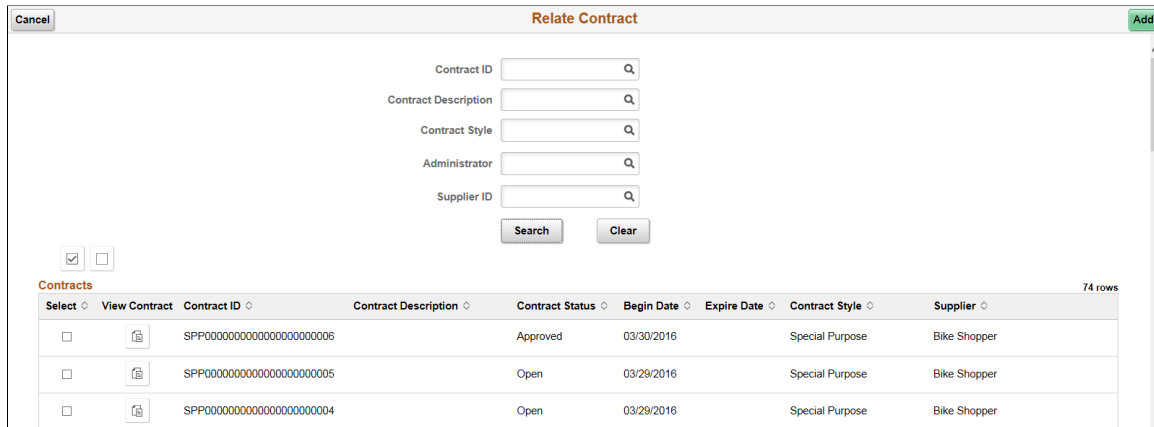 Cancel Relate Contract Add
Contract ID
Contract Description
Contract Style
Administrator
Supplier ID
Search Clear
Contracts 74 rows
Select View Contract Contract ID Contract Description Contract Status Begin Date Expire Date Contract Style Supplier
SPP0000000000000000000006 Approved 03/30/2016 Special Purpose Bike Shopper
SPP0000000000000000000005 Open 03/29/2016 Special Purpose Bike Shopper
SPP0000000000000000000004 Open 03/29/2016 Special Purpose Bike Shopper